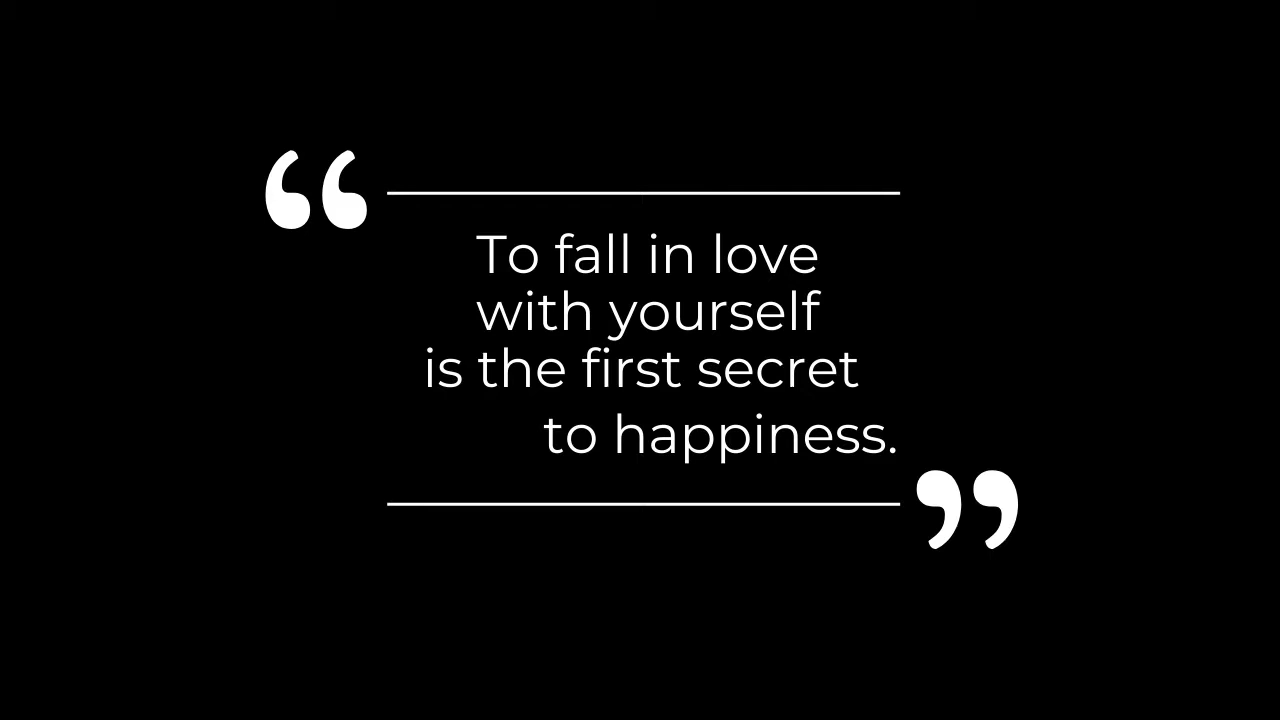 “
To fall in love
with yourself
is the first secret
to happiness.
”